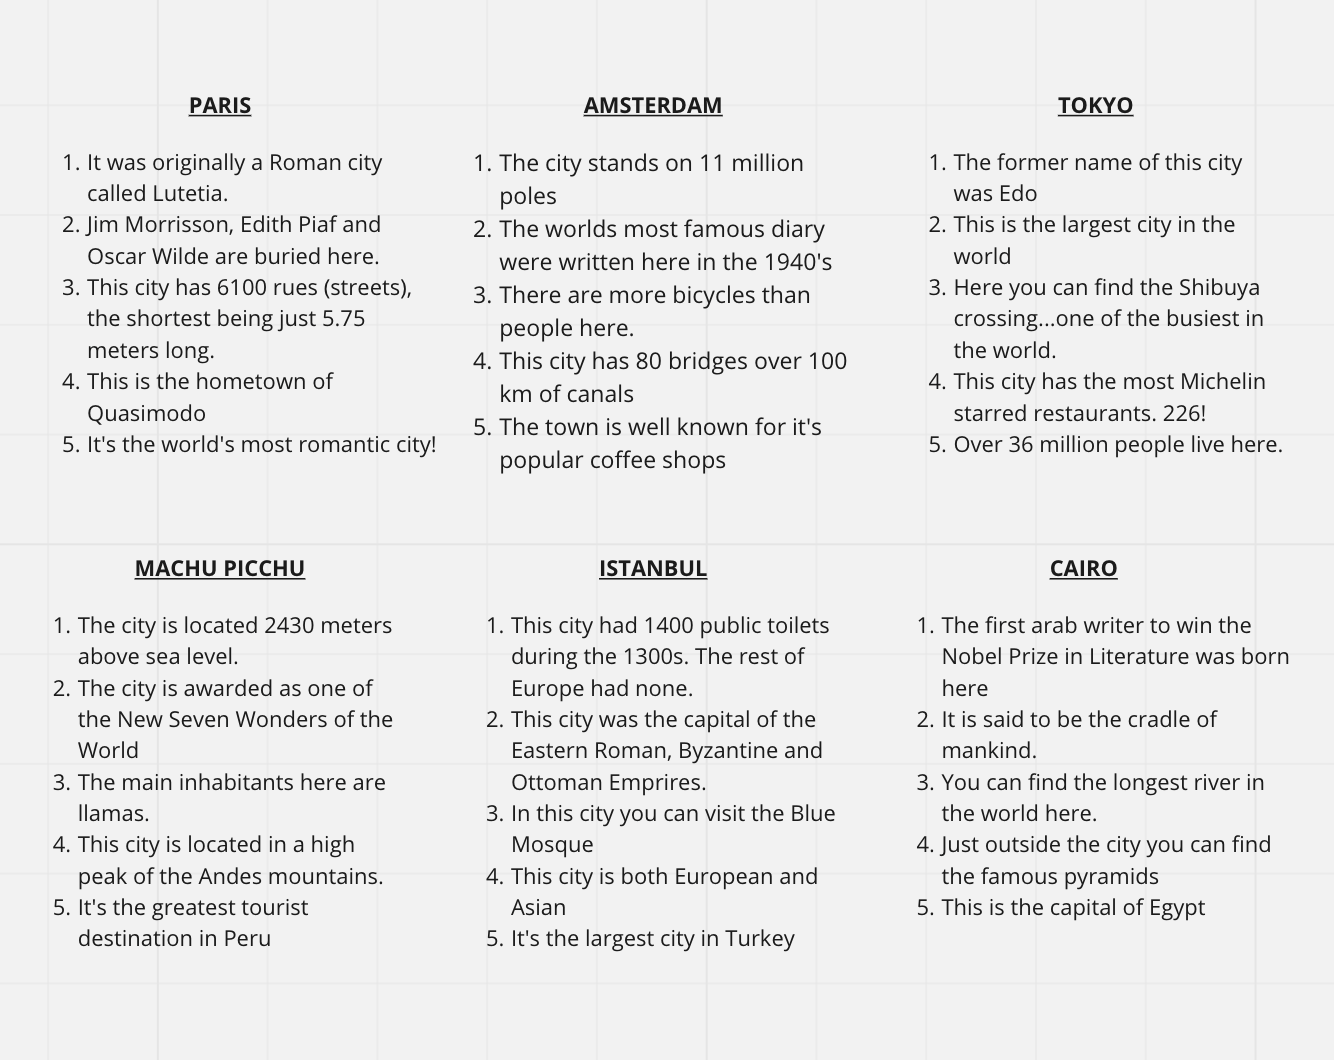 PARIS
1. It was originally a Roman city
called Lutetia.
2. Jim Morrisson, Edith Piaf and
Oscar Wilde are buried here.
3. This city has 6100 rues (streets),
the shortest being just 5.75
meters long.
4. This is the hometown of
Quasimodo
5. It's the world's most romantic city!
AMSTERDAM
1. The city stands on 11 million
poles
2. The worlds most famous diary
were written here in the 1940's
3. There are more bicycles than
people here.
4. This city has 80 bridges over 100
km of canals
5. The town is well known for it's
popular coffee shops
TOKYO
1. The former name of this city
was Edo
2. This is the largest city in the
world
3. Here you can find the Shibuya
crossing...one of the busiest in
the world.
4. This city has the most Michelin
starred restaurants. 226!
5. Over 36 million people live here.
MACHU PICCHU
1. The city is located 2430 meters
above sea level.
2. The city is awarded as one of
the New Seven Wonders of the
World
3. The main inhabitants here are
llamas.
4. This city is located in a high
peak of the Andes mountains.
5. It's the greatest tourist
destination in Peru
ISTANBUL
1. This city had 1400 public toilets
during the 1300s. The rest of
Europe had none.
2. This city was the capital of the
Eastern Roman, Byzantine and
Ottoman Emprires.
3. In this city you can visit the Blue
Mosque
4. This city is both European and
Asian
5. It's the largest city in Turkey
CAIRO
1. The first arab writer to win the
Nobel Prize in Literature was born
here
2. It is said to be the cradle of
mankind.
3. You can find the longest river in
the world here.
4. Just outside the city you can find
the famous pyramids
5. This is the capital of Egypt